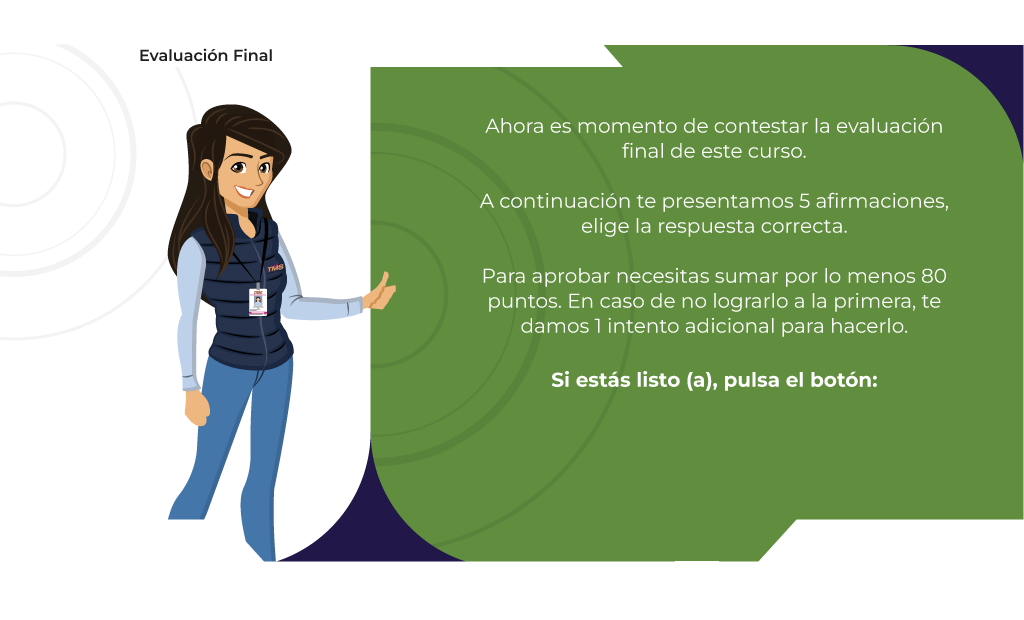 Evaluación Final
Ahora es momento de contestar la evaluación
final de este curso.
A continuación te presentamos 5 afirmaciones,
elige la respuesta correcta.
Para aprobar necesitas sumar por lo menos 80
puntos. En caso de no lograrlo a la primera, te
damos 1 intento adicional para hacerlo.
Si estás listo (a), pulsa el botón:
TMS